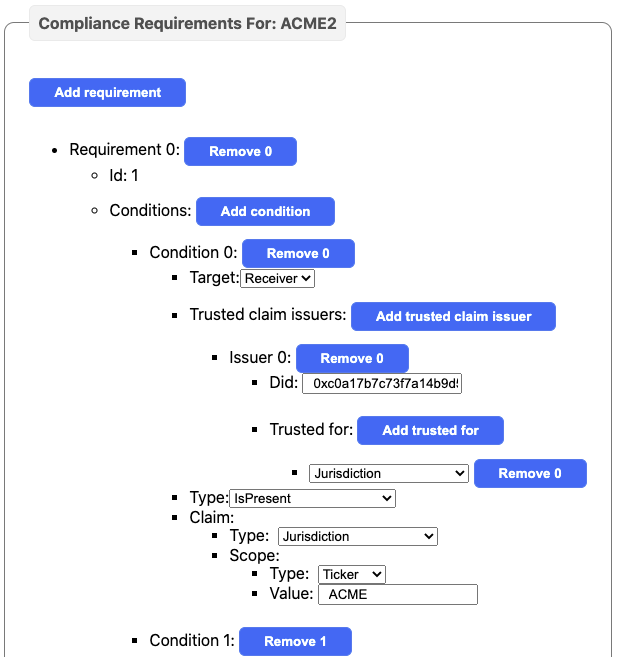 Compliance Requirements For: ACME2
Add requirement
Requirement 0: Remove 0
Id: 1
Conditions: Add condition
Condition 0: Remove 0
Target: Receiver
Trusted claim issuers: Add trusted claim issuer
Issuer 0: Remove 0
Did: 0xc0a17b7c73f7a14b9d
Trusted for: Add trusted for
Jurisdiction Remove 0
Type: IsPresent
Claim:
Type: Jurisdiction
Scope:
Type: Ticker
Value: ACME
Condition 1: Remove 1